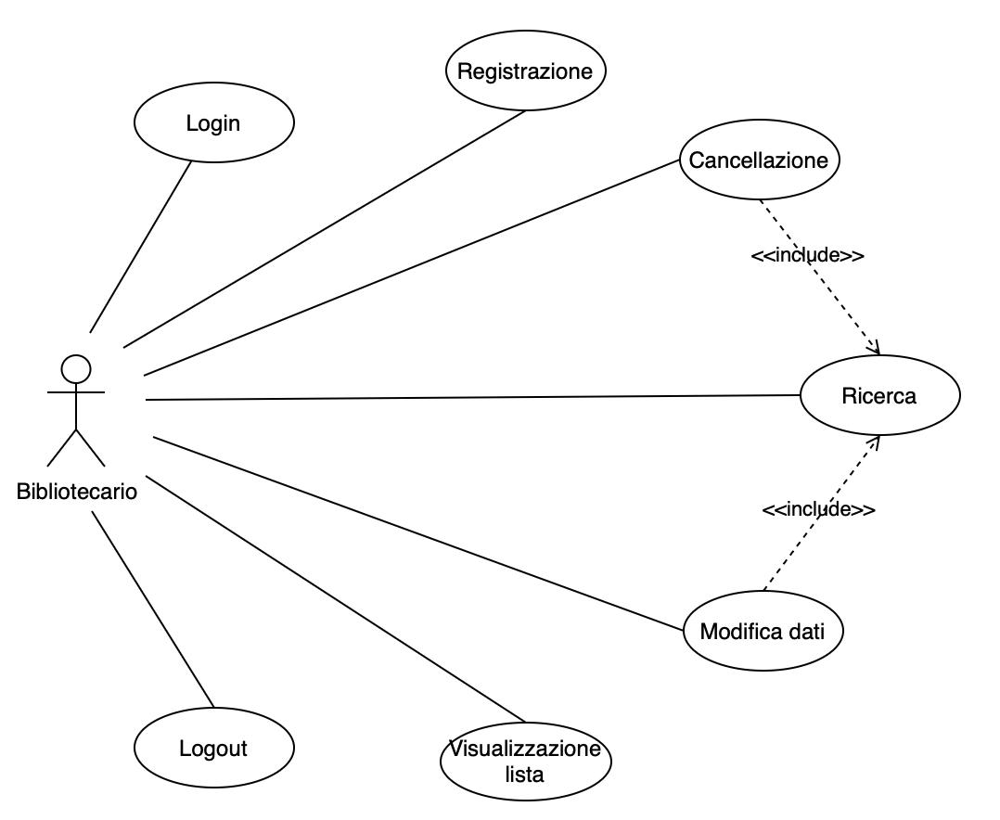 Registrazione
Login
Cancellazione
<<include>>
Ricerca
Bibliotecario
<<include>>
Modifica dati
Logout
Visualizzazione
lista